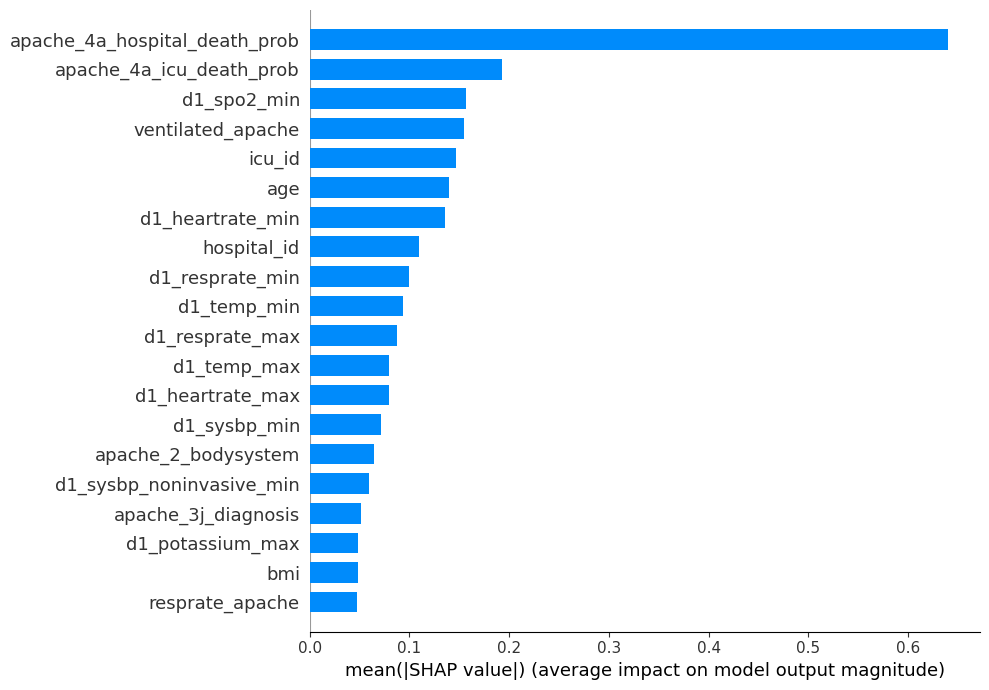 apache_4a_hospital_death_prob
apache_4a_icu_death_prob
d1_spo2_min
ventilated_apache
icu_id
age
d1_heartrate_min
hospital_id
d1_resprate_min
d1_temp_min
d1_resprate_max
d1_temp_max
d1_heartrate_max
d1_sysbp_min
apache_2_bodysystem
d1_sysbp_noninvasive_min
apache_3j_diagnosis
d1_potassium_max
bmi
resprate_apache
0.0 0.1 0.2 0.3 0.4 0.5 0.6
mean(|SHAP value|) (average impact on model output magnitude)